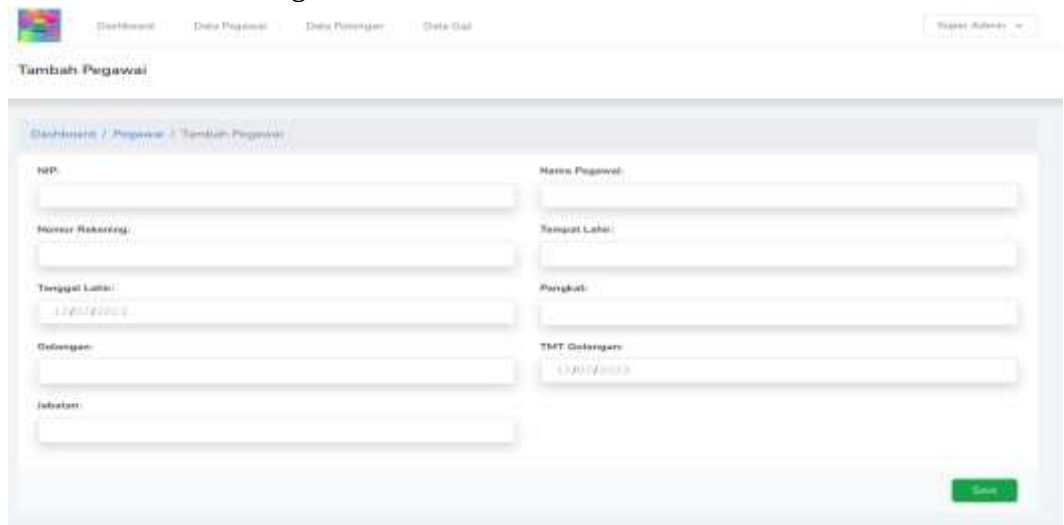 Dashboard Data Pegawai Data Potongan Data Gaji Super Admin
Tambah Pegawai
Dashboard / Pegawai / Tambah Pegawai
NIP: Nama Pegawai:
Nomor Rekening: Tempat Lahir:
Tanggal Lahir: Pangkat:
Golongan: TMT Golongan:
Jabatan:
Save